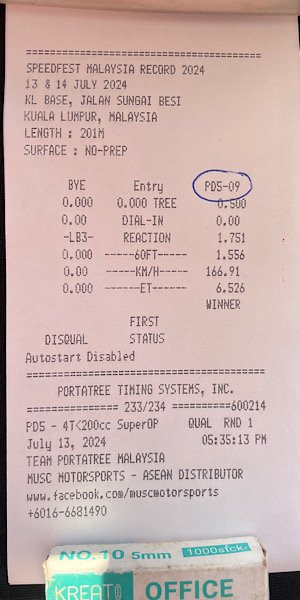 SPEEDFEST MALAYSIA RECORD 2024
13 & 14 JULY 2024
KL BASE, JALAN SUNGAI BESI
KUALA LUMPUR, MALAYSIA
LENGTH : 201M
SURFACE : NO-PREP
BYE Entry PD5-09
0.000 0.000 TREE 0.500
0.00 DIAL-IN 0.00
-LB3- REACTION 1.751
0.000 ------60FT----- 1.556
0.00 ------KM/H----- 166.91
0.000 -------ET------ 6.526
WINNER
FIRST
DISQUAL STATUS
Autostart Disabled
PORTATREE TIMING SYSTEMS, INC.
============ 233/234 ==========600214
PD5 - 4T<200cc SuperOP QUAL RND 1
July 13, 2024 05:35:13 PM
TEAM PORTATREE MALAYSIA
MUSC MOTORSPORTS - ASEAN DISTRIBUTOR
www.facebook.com/muscmotorsports
+6016-6681490
NO.10 5mm 1000stck
KREATO OFFICE